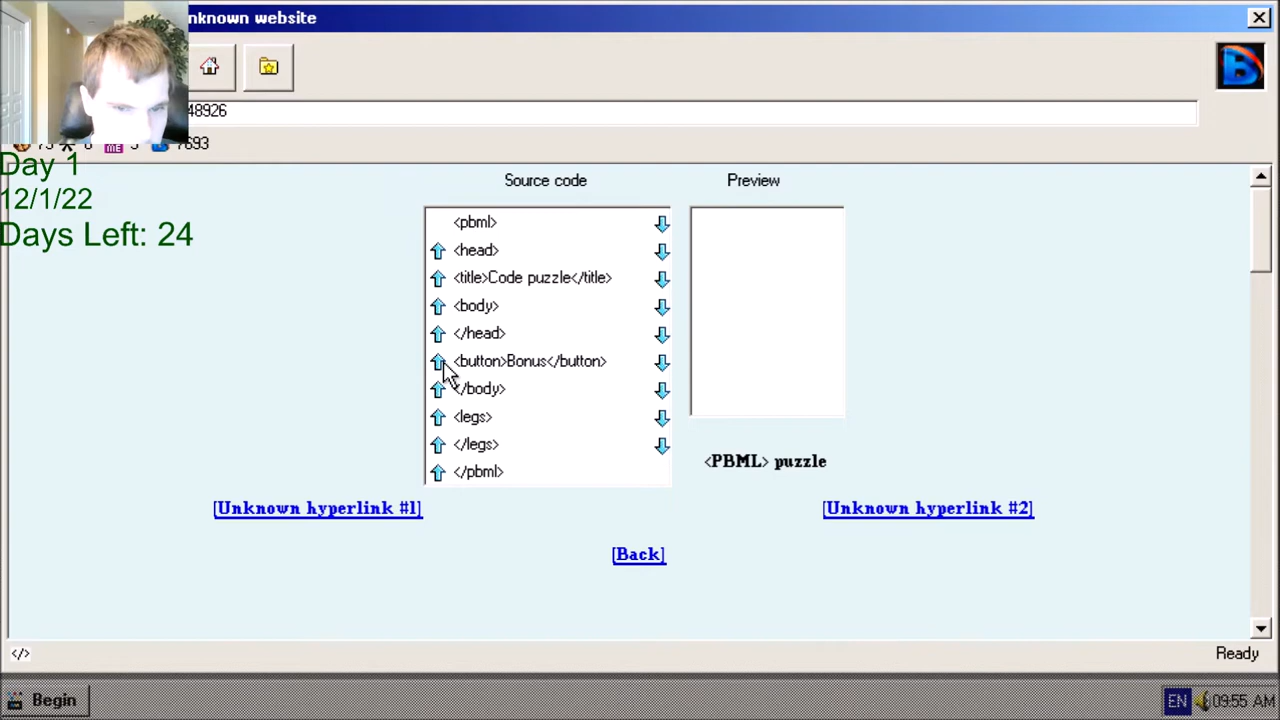 nknown website
48926
7693
Day 1
12/1/22
Days Left: 24
Source code
Preview
<pbml>
<head>
<title>Code puzzle</title>
<body>
</head>
<button>Bonus</button>
</body>
<legs>
</legs>
</pbml>
<PBML> puzzle
[Unknown hyperlink #1]
[Unknown hyperlink #2]
[Back]
</>
Ready
Begin
EN
09:55 AM